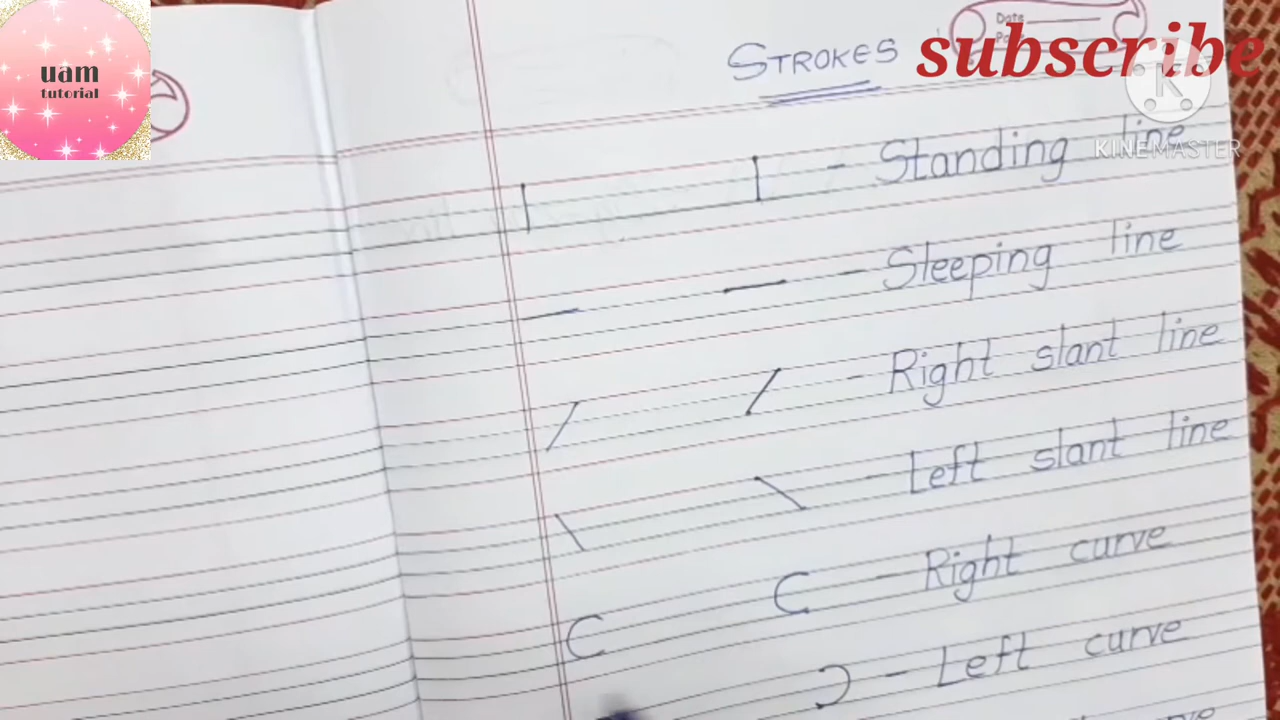 uam
tutorial
Date
STROKES
subscribe
K
KINEMASTER
- Standing line
- Sleeping line
- Right slant line
- Left slant line
- Right curve
- Left curve